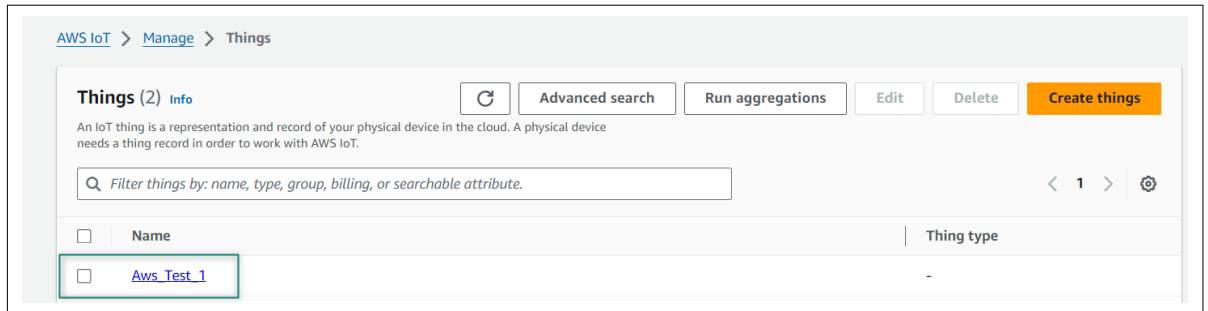 AWS IoT > Manage > Things
Things (2) Info
Advanced search
Run aggregations
Edit
Delete
Create things
An IoT thing is a representation and record of your physical device in the cloud. A physical device
needs a thing record in order to work with AWS IoT.
Filter things by: name, type, group, billing, or searchable attribute.
< 1 >
Name
Thing type
Aws_Test_1
-